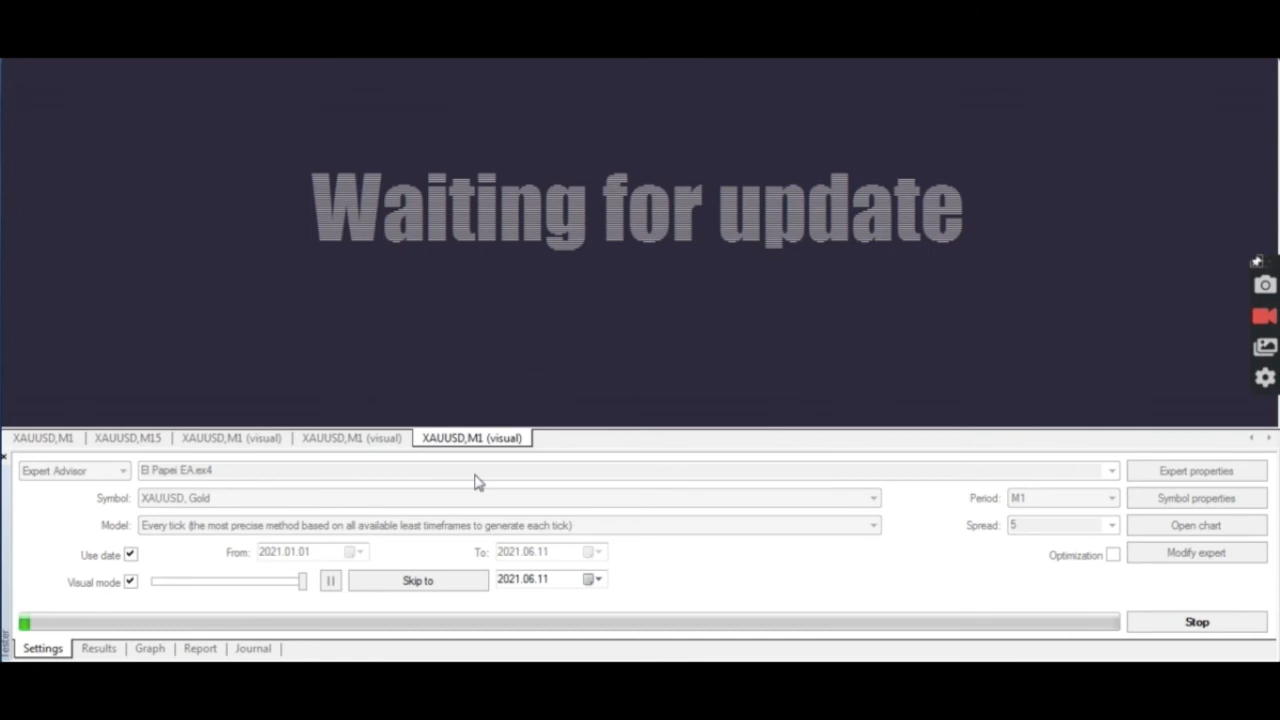 Waiting for update
XAUUSD,M1 | XAUUSD,M15 | XAUUSD,M1 (visual) | XAUUSD,M1 (visual) | XAUUSD,M1 (visual)
Expert Advisor El Papei EA.ex4 Expert properties
Symbol: XAUUSD, Gold Period: M1 Symbol properties
Model: Every tick (the most precise method based on all available least timeframes to generate each tick) Spread: 5 Open chart
Use date From: 2021.01.01 To: 2021.06.11 Optimization Modify expert
Visual mode Skip to 2021.06.11
Stop
Tester
Settings | Results | Graph | Report | Journal |